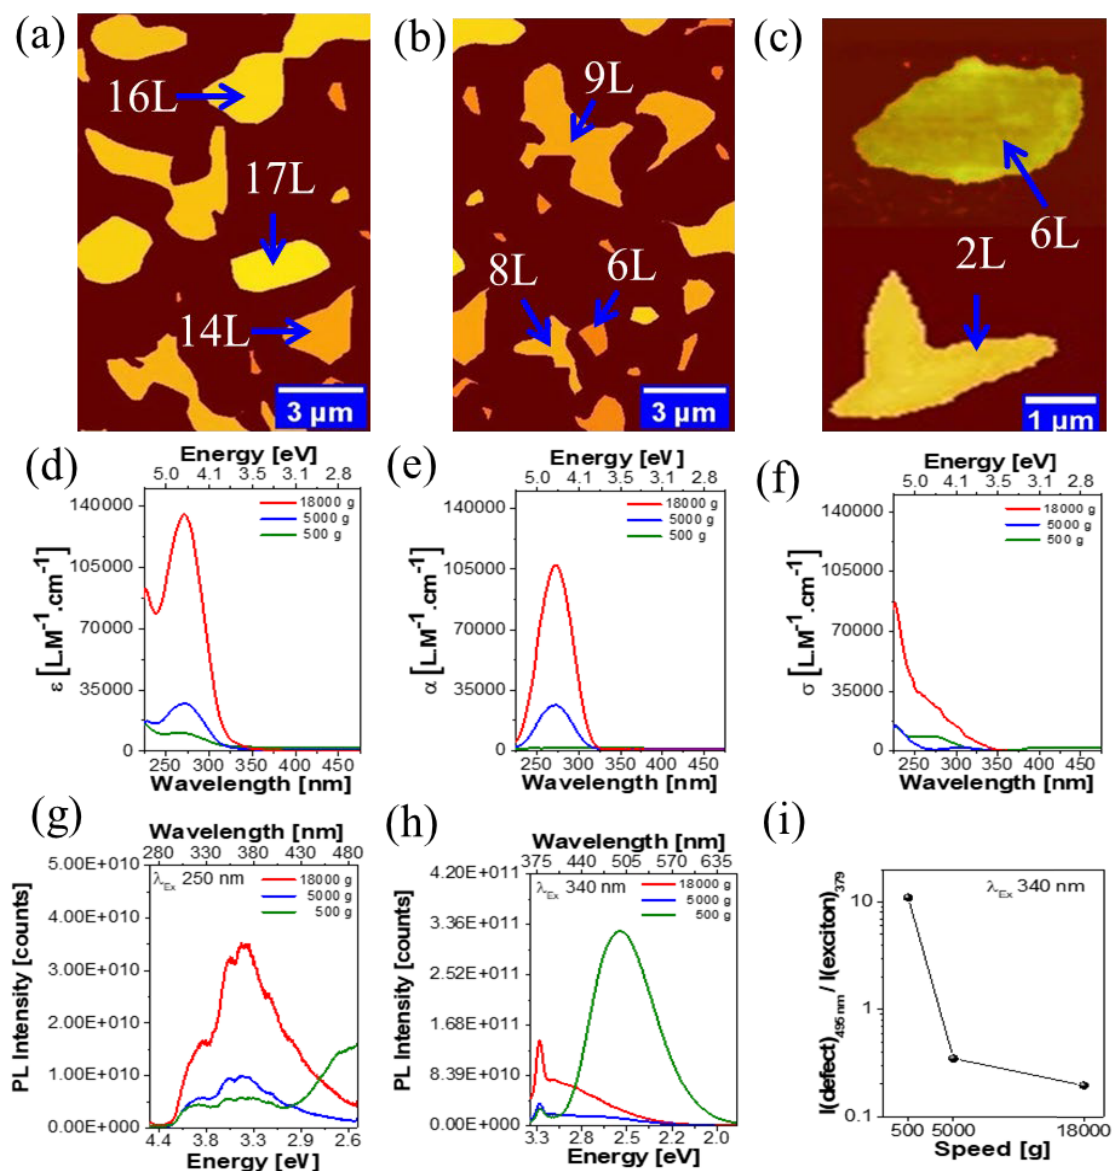 (a)
16L
17L
14L
3 µm
(b)
9L
8L
6L
3 µm
(c)
6L
2L
1 µm
(d)
Energy [eV]
5.0 4.1 3.5 3.1 2.8
140000
105000
70000
35000
0
ε [L.M⁻¹.cm⁻¹]
18000 g
5000 g
500 g
250 300 350 400 450
Wavelength [nm]
(e)
Energy [eV]
5.0 4.1 3.5 3.1 2.8
140000
105000
70000
35000
0
α [L.M⁻¹.cm⁻¹]
18000 g
5000 g
500 g
250 300 350 400 450
Wavelength [nm]
(f)
Energy [eV]
5.0 4.1 3.5 3.1 2.8
140000
105000
70000
35000
0
σ [L.M⁻¹.cm⁻¹]
18000 g
5000 g
500 g
250 300 350 400 450
Wavelength [nm]
(g)
Wavelength [nm]
280 330 380 430 480
5.00E+010
4.00E+010
3.00E+010
2.00E+010
1.00E+010
0.00E+000
PL Intensity [counts]
λ'Ex 250 nm
18000 g
5000 g
500 g
4.4 3.8 3.3 2.9 2.6
Energy [eV]
(h)
Wavelength [nm]
375 440 505 570 635
4.20E+011
3.36E+011
2.52E+011
1.68E+011
8.39E+010
0.00E+000
PL Intensity [counts]
λ'Ex 340 nm
18000 g
5000 g
500 g
3.3 2.8 2.5 2.2 2.0
Energy [eV]
(i)
λ'Ex 340 nm
10
1
0.1
I(defect)495 nm / I(exciton)379
500 5000 18000
Speed [g]